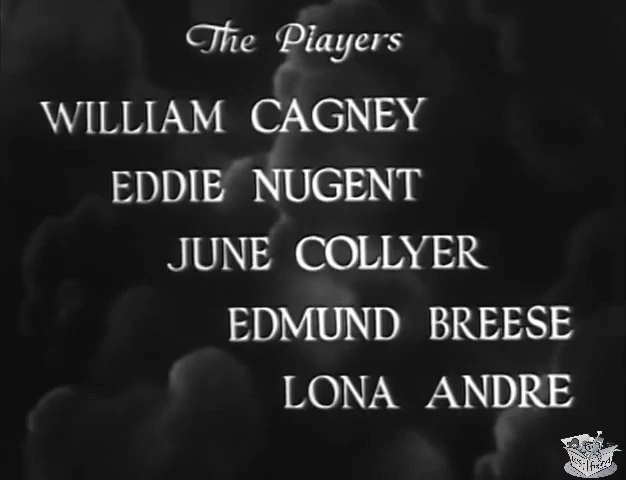 The Players
WILLIAM CAGNEY
EDDIE NUGENT
JUNE COLLYER
EDMUND BREESE
LONA ANDRE